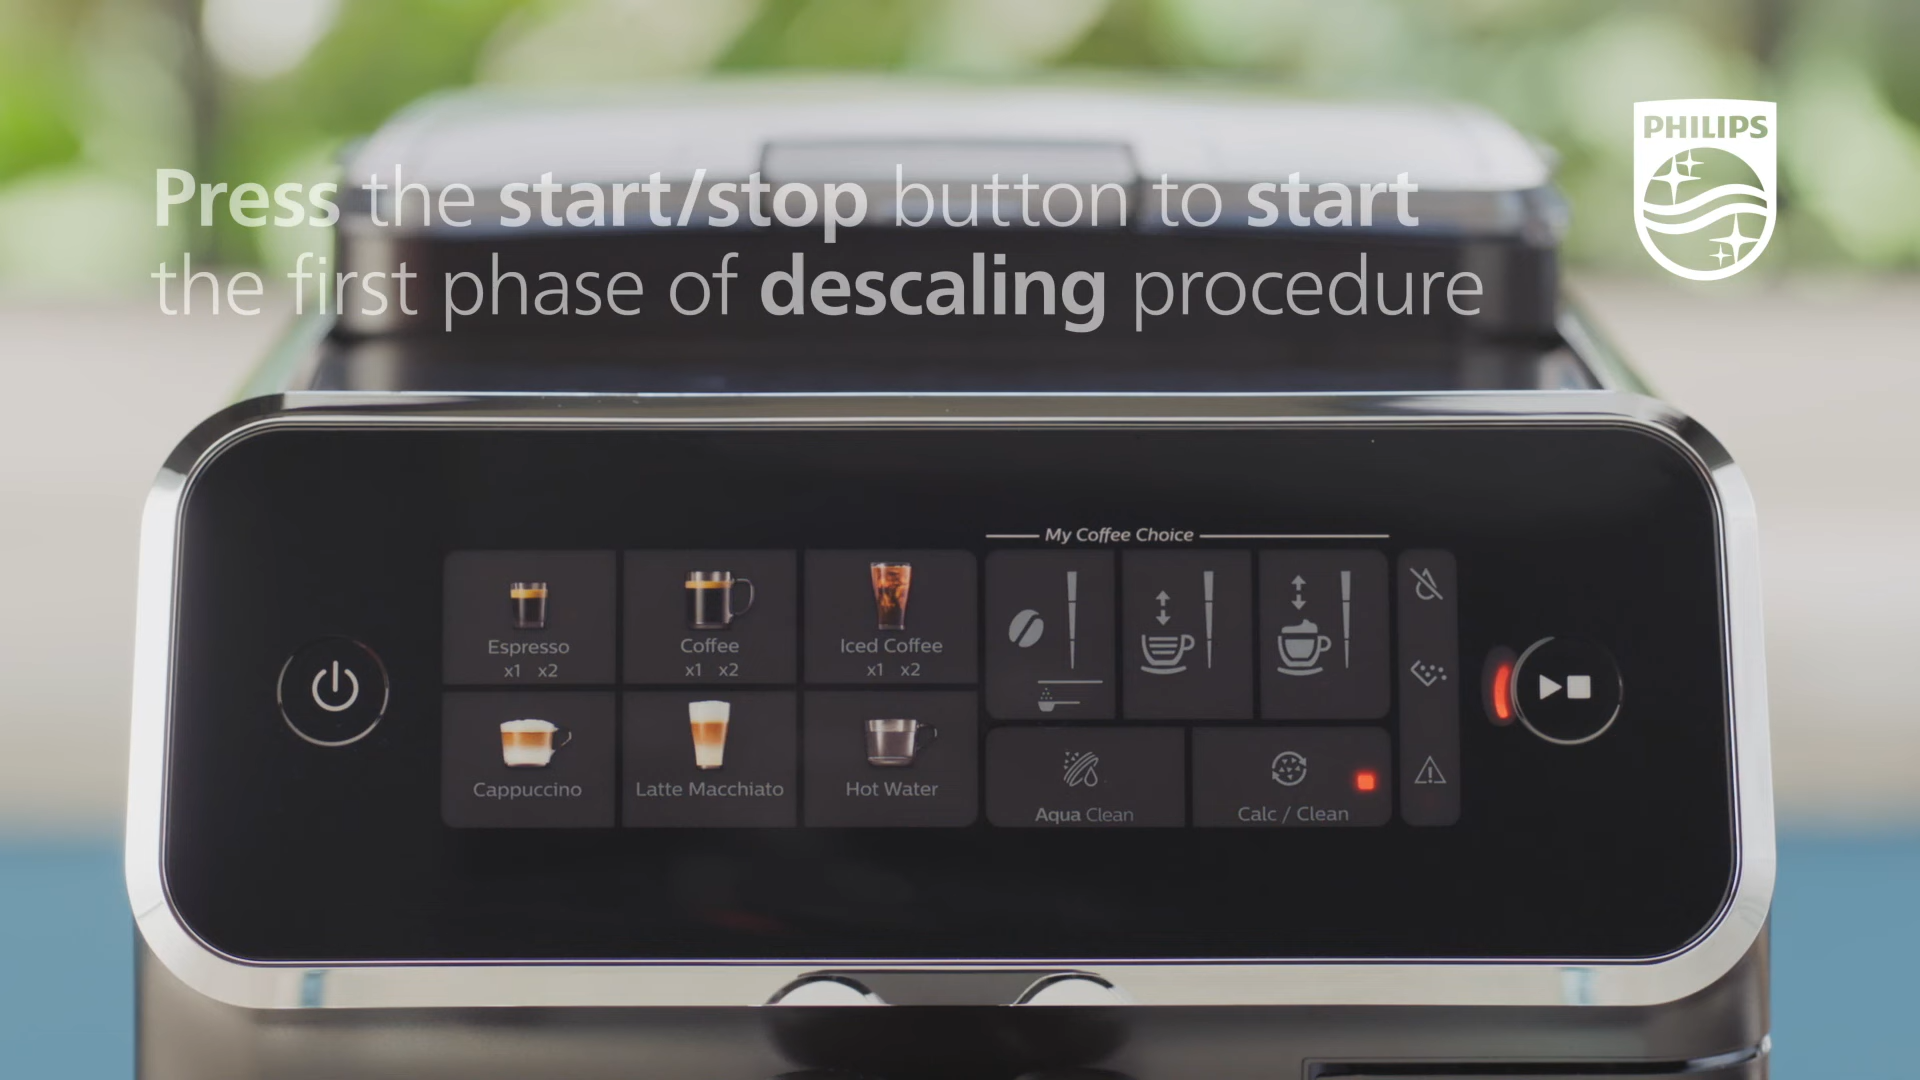 PHILIPS
Press the start/stop button to start
the first phase of descaling procedure
My Coffee Choice
Espresso
x1 x2
Coffee
x1 x2
Iced Coffee
x1 x2
Cappuccino
Latte Macchiato
Hot Water
Aqua Clean
Calc / Clean